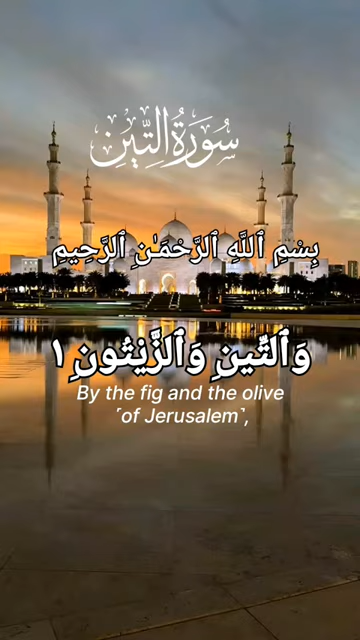 سُورَةُ التِّينِ
بِسْمِ ٱللَّهِ ٱلرَّحْمَـٰنِ ٱلرَّحِيمِ
وَٱلتِّينِ وَٱلزَّيْتُونِ ١
By the fig and the olive
˹of Jerusalem˺,